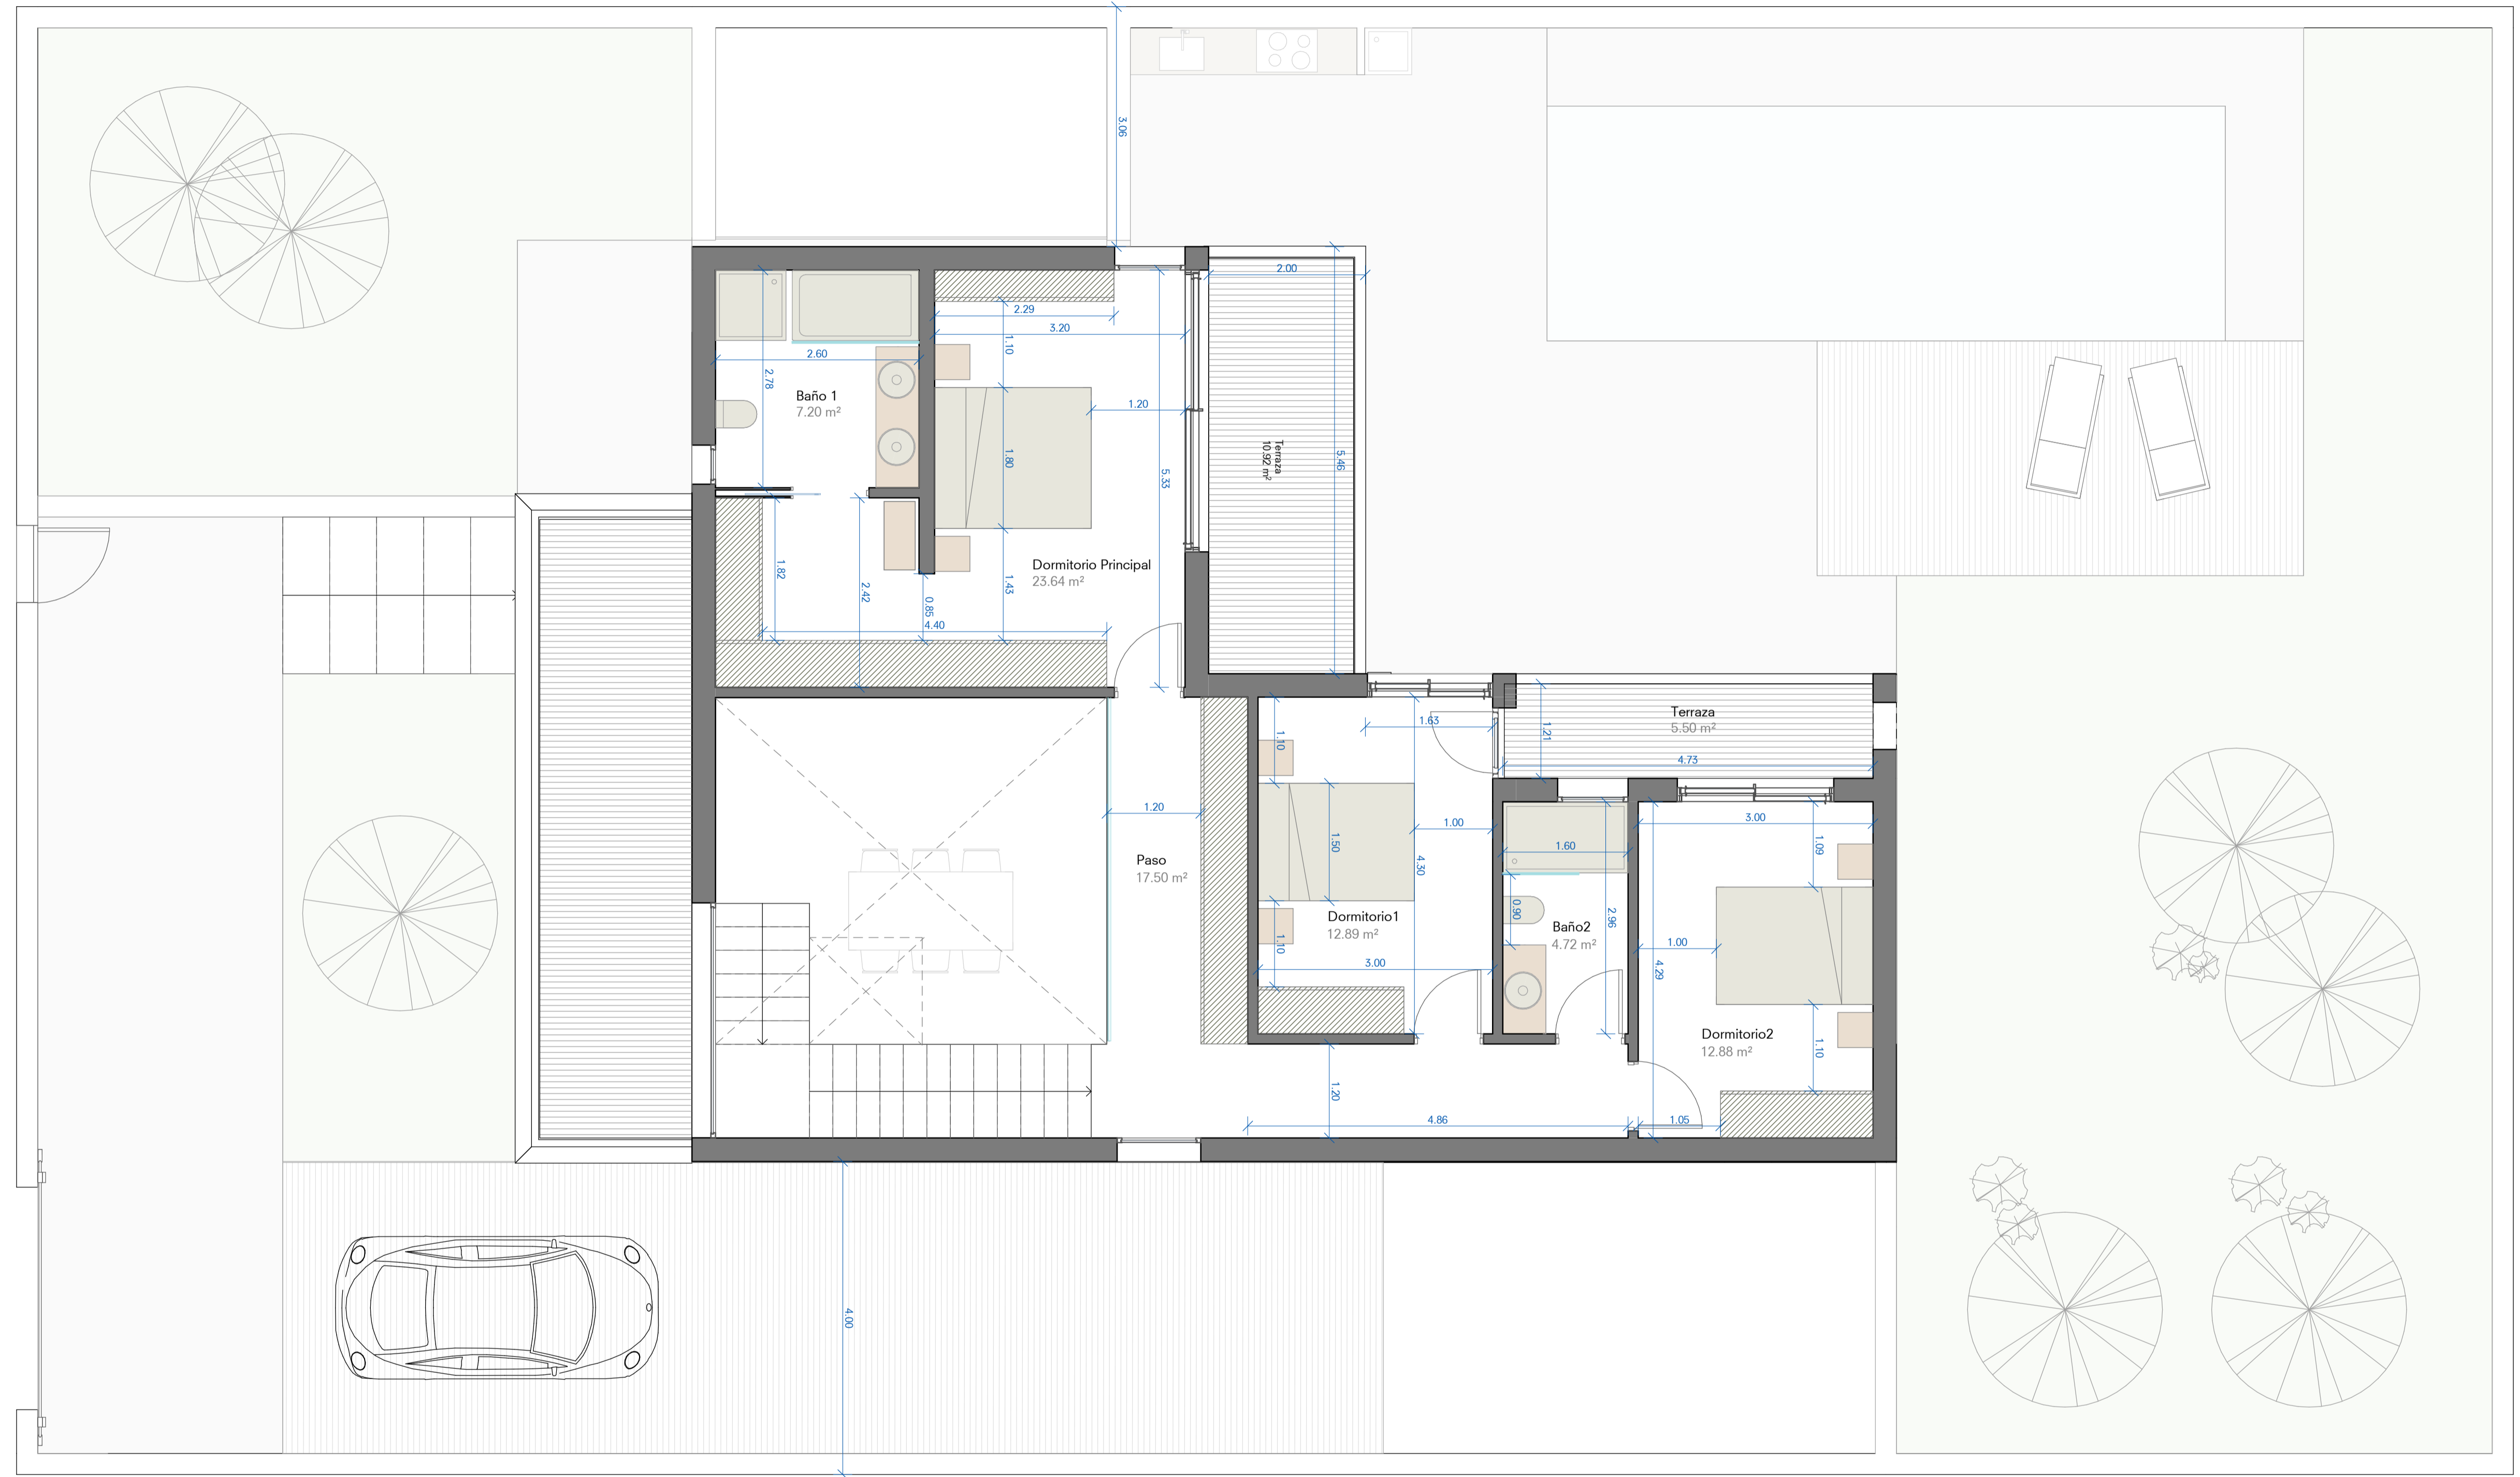 3.06
2.00
2.29
3.20
1.10
2.60
2.78
Baño 1
7.20 m²
1.20
1.80
5.33
Terraza
10.92 m²
5.46
Dormitorio Principal
23.64 m²
1.82
2.42
0.85
1.43
4.40
1.63
1.10
Terraza
5.50 m²
1.21
4.73
1.20
1.00
1.50
4.30
1.60
3.00
1.09
Paso
17.50 m²
Dormitorio1
12.89 m²
0.90
2.96
Baño2
4.72 m²
1.10
3.00
1.00
4.29
Dormitorio2
12.88 m²
1.10
1.20
4.86
1.05
4.00